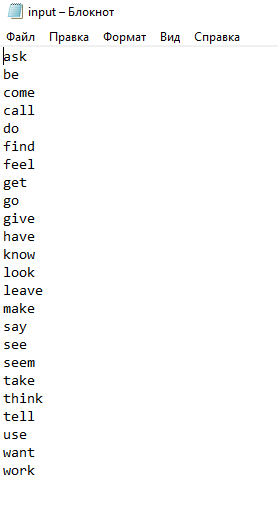 input – Блокнот
Файл Правка Формат Вид Справка
ask
be
come
call
do
find
feel
get
go
give
have
know
look
leave
make
say
see
seem
take
think
tell
use
want
work